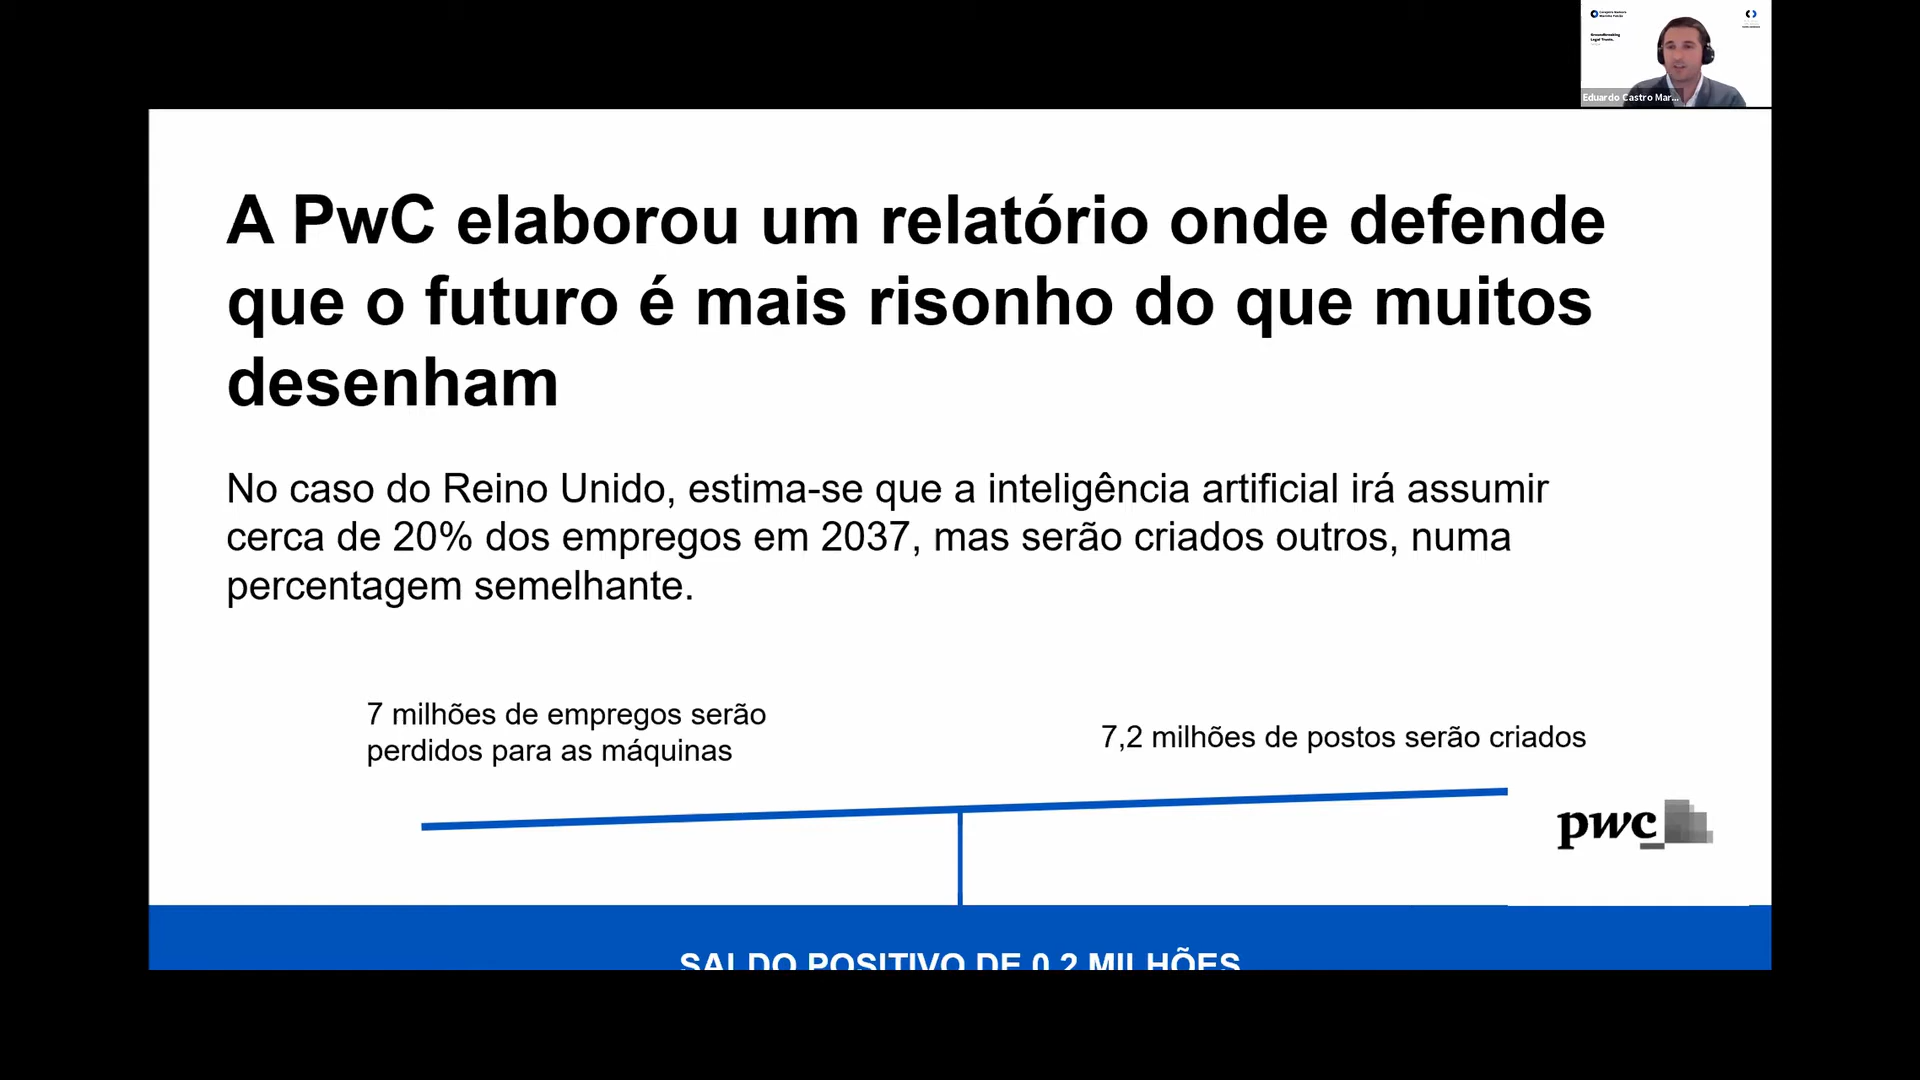 Groundbreaking
Legal Trusts.
Eduardo Castro Mar...
A PwC elaborou um relatório onde defende
que o futuro é mais risonho do que muitos
desenham
No caso do Reino Unido, estima-se que a inteligência artificial irá assumir
cerca de 20% dos empregos em 2037, mas serão criados outros, numa
percentagem semelhante.
7 milhões de empregos serão
perdidos para as máquinas
7,2 milhões de postos serão criados
pwc
SALDO POSITIVO DE 0,2 MILHÕES